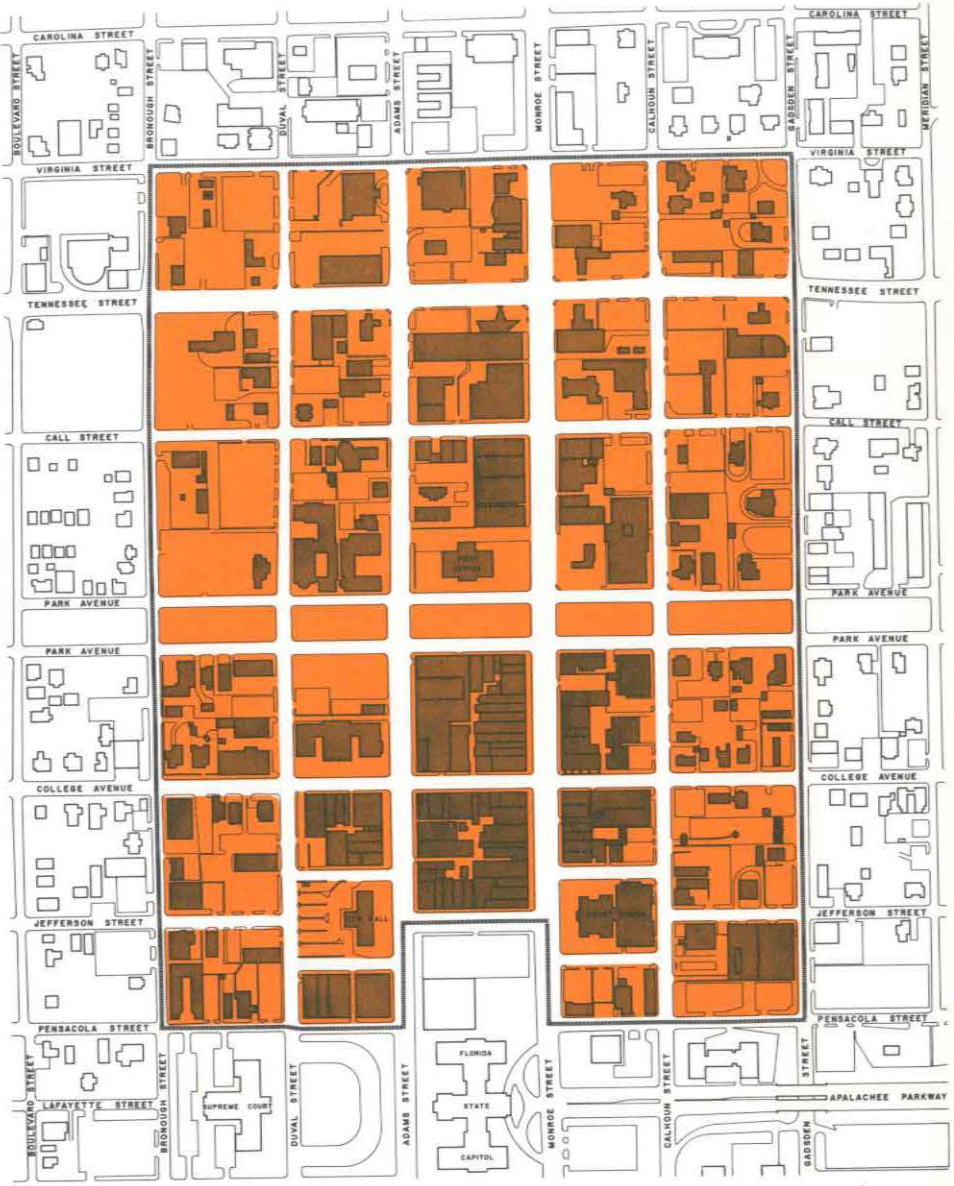 CAROLINA STREET
CAROLINA STREET
BOULEVARD STREET
BRONOUGH STREET
DUVAL STREET
ADAMS STREET
MONROE STREET
CALHOUN STREET
GADSDEN STREET
MERIDIAN STREET
VIRGINIA STREET
VIRGINIA STREET
TENNESSEE STREET
TENNESSEE STREET
CALL STREET
CALL STREET
POST
OFFICE
PARK AVENUE
PARK AVENUE
PARK AVENUE
PARK AVENUE
COLLEGE AVENUE
COLLEGE AVENUE
CITY HALL
COURT HOUSE
JEFFERSON STREET
JEFFERSON STREET
PENSACOLA STREET
PENSACOLA STREET
BOULEVARD STREET
BRONOUGH STREET
DUVAL STREET
ADAMS STREET
MONROE STREET
CALHOUN STREET
GADSDEN STREET
FLORIDA
LAFAYETTE STREET
SUPREME COURT
STATE
APALACHEE PARKWAY
CAPITOL